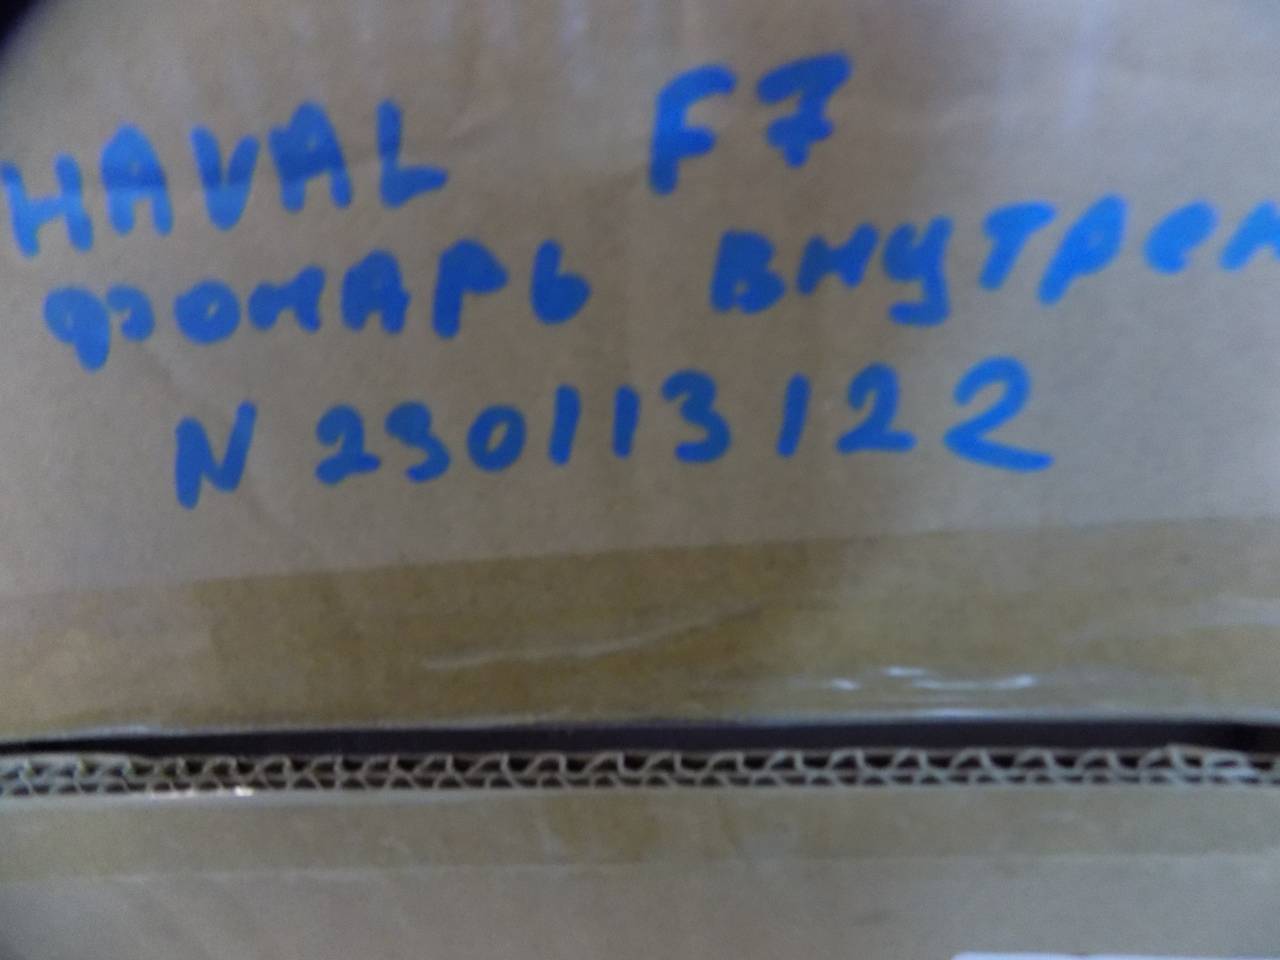 HAVAL F7
фОНАРЬ ВНУТРеН
N 230113122